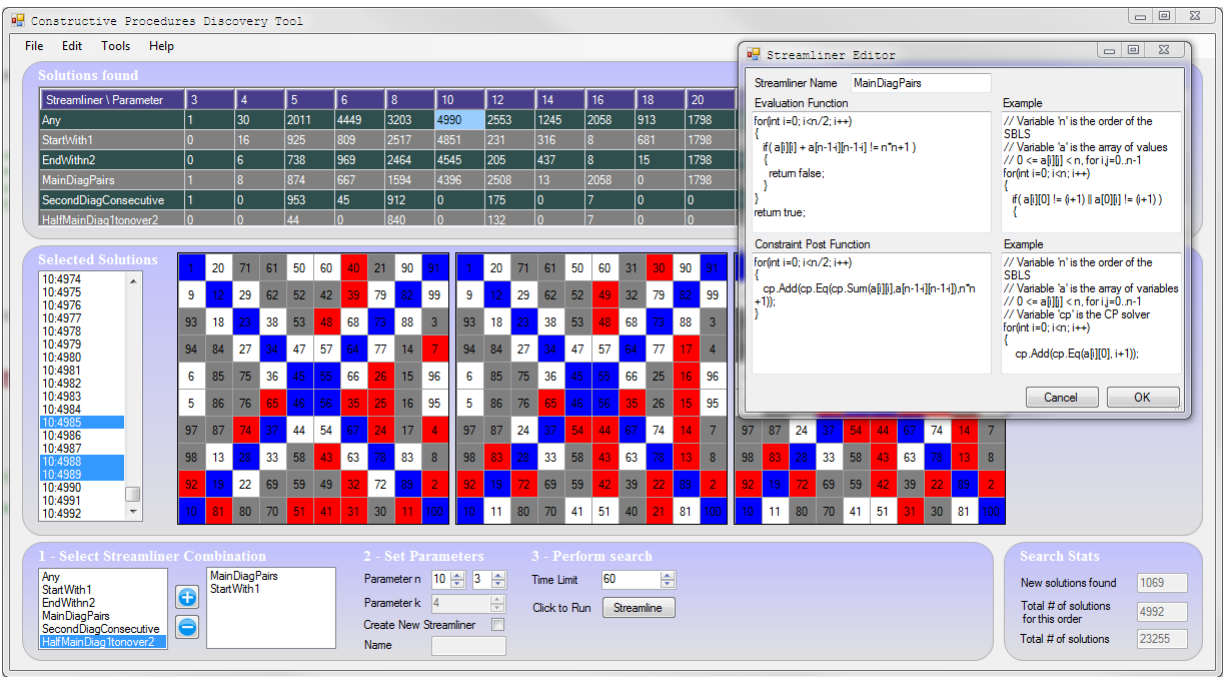 Constructive Procedures Discovery Tool
File Edit Tools Help
Solutions found
Streamliner \ Parameter 3 4 5 6 8 10 12 14 16 18 20
Any 1 30 2011 4449 3203 4990 2553 1245 2058 913 1798
StartWith1 0 16 925 809 2517 4851 231 316 8 681 1798
EndWithn2 0 6 738 969 2464 4545 205 437 8 15 1798
MainDiagPairs 1 8 874 667 1594 4396 2508 13 2058 0 1798
SecondDiagConsecutive 1 0 953 45 912 0 175 0 7 0 0
HalfMainDiag1tonover2 0 0 44 0 840 0 132 0 7 0 0
Streamliner Editor
Streamliner Name MainDiagPairs
Evaluation Function
for(int i=0; i<n/2; i++)
{
if( a[i][i] + a[n-1-i][n-1-i] != n*n+1 )
{
return false;
}
}
return true;
Example
// Variable 'n' is the order of the
SBLS
// Variable 'a' is the array of values
// 0 <= a[i][j] < n, for i,j=0..n-1
for(int i=0; i<n; i++)
{
if( a[i][0] != (i+1) || a[0][i] != (i+1) )
{
Constraint Post Function
for(int i=0; i<n/2; i++)
{
cp.Add(cp.Eq(cp.Sum(a[i][i],a[n-1-i][n-1-i]),n*n
+1));
}
Example
// Variable 'n' is the order of the
SBLS
// Variable 'a' is the array of variables
// 0 <= a[i][j] < n, for i,j=0..n-1
// Variable 'cp' is the CP solver
for(int i=0; i<n; i++)
{
cp.Add(cp.Eq(a[i][0], i+1));
Cancel OK
Selected Solutions
10:4974
10:4975
10:4976
10:4977
10:4978
10:4979
10:4980
10:4981
10:4982
10:4983
10:4984
10:4985
10:4986
10:4987
10:4988
10:4989
10:4990
10:4991
10:4992
1 20 71 61 50 60 40 21 90 91
9 12 29 62 52 42 39 79 82 99
93 18 23 38 53 48 68 73 88 3
94 84 27 34 47 57 64 77 14 7
6 85 75 36 45 55 66 26 15 96
5 86 76 65 46 56 35 25 16 95
97 87 74 37 44 54 67 24 17 4
98 13 28 33 58 43 63 78 83 8
92 19 22 69 59 49 32 72 89 2
10 81 80 70 51 41 31 30 11 100
1 20 71 61 50 60 31 30 90 91
9 12 29 62 52 49 32 79 82 99
93 18 23 38 53 48 68 73 88 3
94 84 27 34 47 57 64 77 17 4
6 85 75 36 45 55 66 25 16 96
5 86 76 65 46 56 35 26 15 95
97 87 24 37 54 44 67 74 14 7
98 83 28 33 58 43 63 78 13 8
92 19 72 69 59 42 39 22 89 2
10 11 80 70 41 51 40 21 81 100
97 87 24 37 54 44 67 74 14 7
98 83 28 33 58 43 63 78 13 8
92 19 72 69 59 42 39 22 89 2
10 11 80 70 41 51 31 30 81 100
1 - Select Streamliner Combination
Any
StartWith1
EndWithn2
MainDiagPairs
SecondDiagConsecutive
HalfMainDiag1tonover2
MainDiagPairs
StartWith1
2 - Set Parameters
Parameter n 10 3
Parameter k 4
Create New Streamliner
Name
3 - Perform search
Time Limit 60
Click to Run Streamline
Search Stats
New solutions found 1069
Total # of solutions
for this order 4992
Total # of solutions 23255